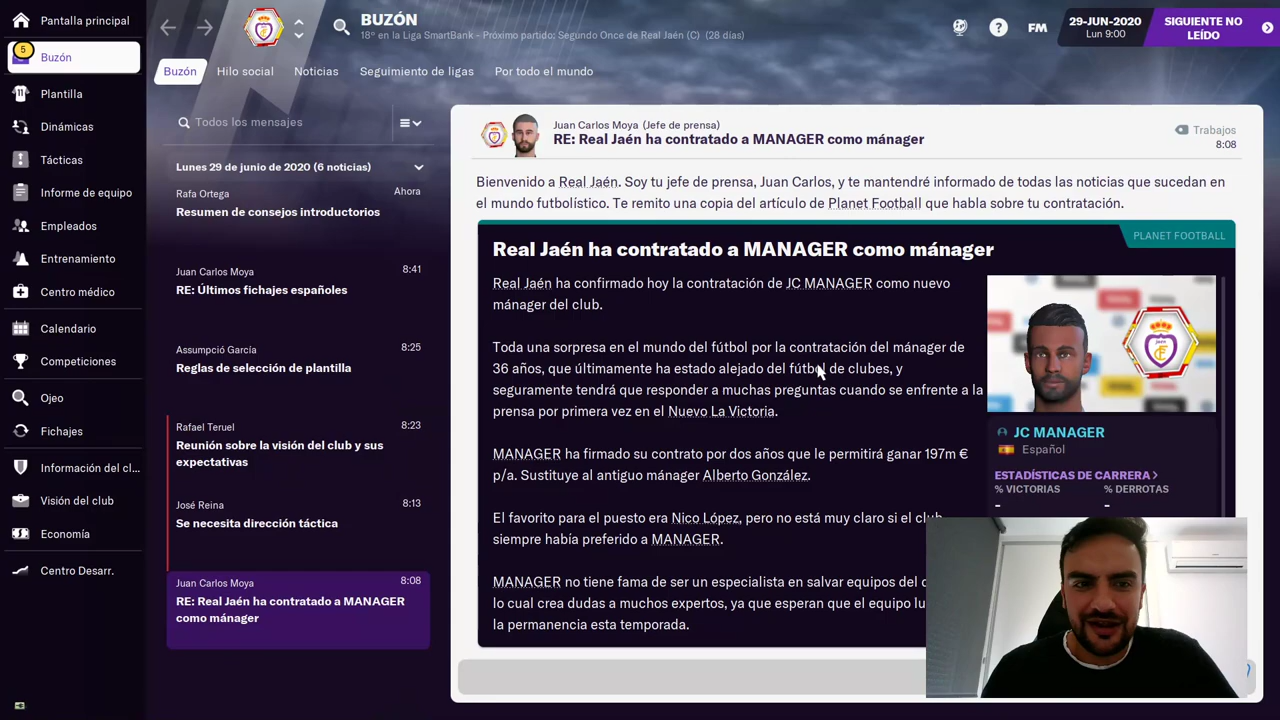 Pantalla principal
5
Buzón
Plantilla
Dinámicas
Tácticas
Informe de equipo
Empleados
Entrenamiento
Centro médico
Calendario
Competiciones
Ojeo
Fichajes
Información del cl...
Visión del club
Economía
Centro Desarr.
BUZÓN
18º en la Liga SmartBank - Próximo partido: Segundo Once de Real Jaén (C) (28 días)
FM
29-JUN-2020
Lun 9:00
SIGUIENTE NO
LEÍDO
Buzón
Hilo social
Noticias
Seguimiento de ligas
Por todo el mundo
Todos los mensajes
Lunes 29 de junio de 2020 (6 noticias)
Rafa Ortega
Ahora
Resumen de consejos introductorios
Juan Carlos Moya
8:41
RE: Últimos fichajes españoles
Assumpció García
8:25
Reglas de selección de plantilla
Rafael Teruel
8:23
Reunión sobre la visión del club y sus
expectativas
José Reina
8:13
Se necesita dirección táctica
Juan Carlos Moya
8:08
RE: Real Jaén ha contratado a MANAGER
como mánager
Juan Carlos Moya (Jefe de prensa)
RE: Real Jaén ha contratado a MANAGER como mánager
Trabajos
8:08
Bienvenido a Real Jaén. Soy tu jefe de prensa, Juan Carlos, y te mantendré informado de todas las noticias que sucedan en
el mundo futbolístico. Te remito una copia del artículo de Planet Football que habla sobre tu contratación.
PLANET FOOTBALL
Real Jaén ha contratado a MANAGER como mánager
Real Jaén ha confirmado hoy la contratación de JC MANAGER como nuevo
mánager del club.
Toda una sorpresa en el mundo del fútbol por la contratación del mánager de
36 años, que últimamente ha estado alejado del fútbol de clubes, y
seguramente tendrá que responder a muchas preguntas cuando se enfrente a la
prensa por primera vez en el Nuevo La Victoria.
MANAGER ha firmado su contrato por dos años que le permitirá ganar 197m €
p/a. Sustituye al antiguo mánager Alberto González.
El favorito para el puesto era Nico López, pero no está muy claro si el club
siempre había preferido a MANAGER.
MANAGER no tiene fama de ser un especialista en salvar equipos del
lo cual crea dudas a muchos expertos, ya que esperan que el equipo lu
la permanencia esta temporada.
JC MANAGER
Español
ESTADÍSTICAS DE CARRERA
% VICTORIAS
% DERROTAS
-
-